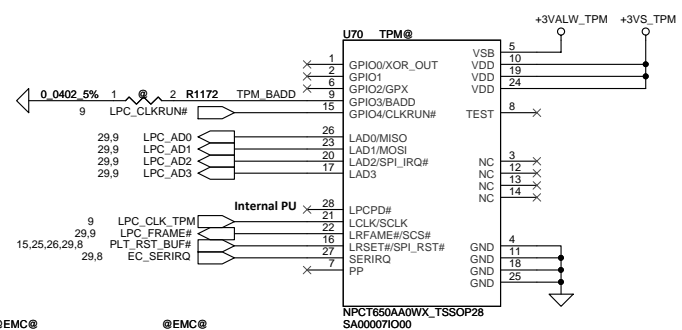 +3VALW_TPM +3VS_TPM
U70 TPM@
1 GPIO0/XOR_OUT VSB 5
2 GPIO1 VDD 10
6 GPIO2/GPX VDD 19
0_0402_5% 1 @ 2 R1172 TPM_BADD 9 GPIO3/BADD VDD 24
9 LPC_CLKRUN# 15 GPIO4/CLKRUN# TEST 8
29,9 LPC_AD0 26 LAD0/MISO
29,9 LPC_AD1 23 LAD1/MOSI
29,9 LPC_AD2 20 LAD2/SPI_IRQ# NC 3
29,9 LPC_AD3 17 LAD3 NC 12
NC 13
NC 14
Internal PU 28 LPCPD#
9 LPC_CLK_TPM 21 LCLK/SCLK
29,9 LPC_FRAME# 22 LRFAME#/SCS#
15,25,26,29,8 PLT_RST_BUF# 16 LRSET#/SPI_RST# GND 4
29,8 EC_SERIRQ 27 SERIRQ GND 11
7 PP GND 18
GND 25
NPCT650AA0WX_TSSOP28
@EMC@ @EMC@ SA00007IO00